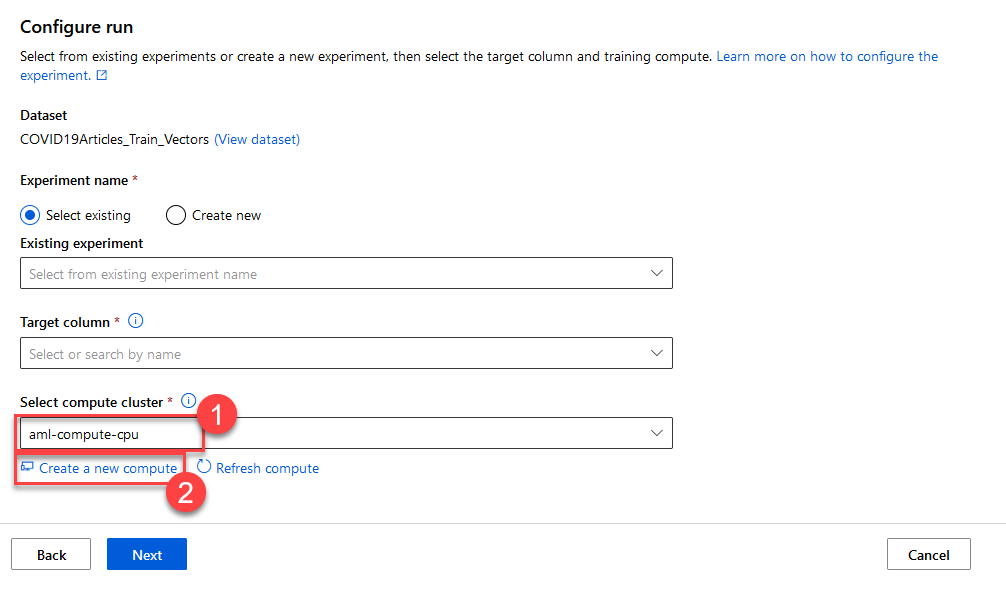 Configure run
Select from existing experiments or create a new experiment, then select the target column and training compute. Learn more on how to configure the
experiment.
Dataset
COVID19Articles_Train_Vectors (View dataset)
Experiment name *
Select existing Create new
Existing experiment
Select from existing experiment name
Target column *
Select or search by name
Select compute cluster *
1
aml-compute-cpu
Create a new compute Refresh compute
2
Back Next Cancel